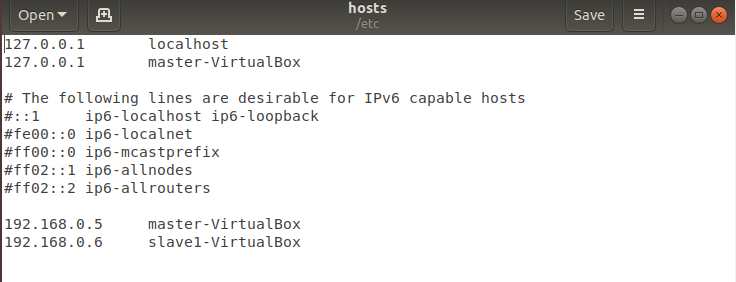 Open
hosts
/etc
Save
127.0.0.1       localhost
127.0.0.1       master-VirtualBox
# The following lines are desirable for IPv6 capable hosts
#::1     ip6-localhost ip6-loopback
#fe00::0 ip6-localnet
#ff00::0 ip6-mcastprefix
#ff02::1 ip6-allnodes
#ff02::2 ip6-allrouters
192.168.0.5     master-VirtualBox
192.168.0.6     slave1-VirtualBox